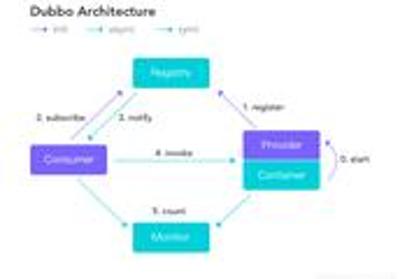 Dubbo Architecture
init async sync
Registry
1. register
2. subscribe 3. notify
Provider
Consumer 4. invoke 0. start
Container
5. count
Monitor